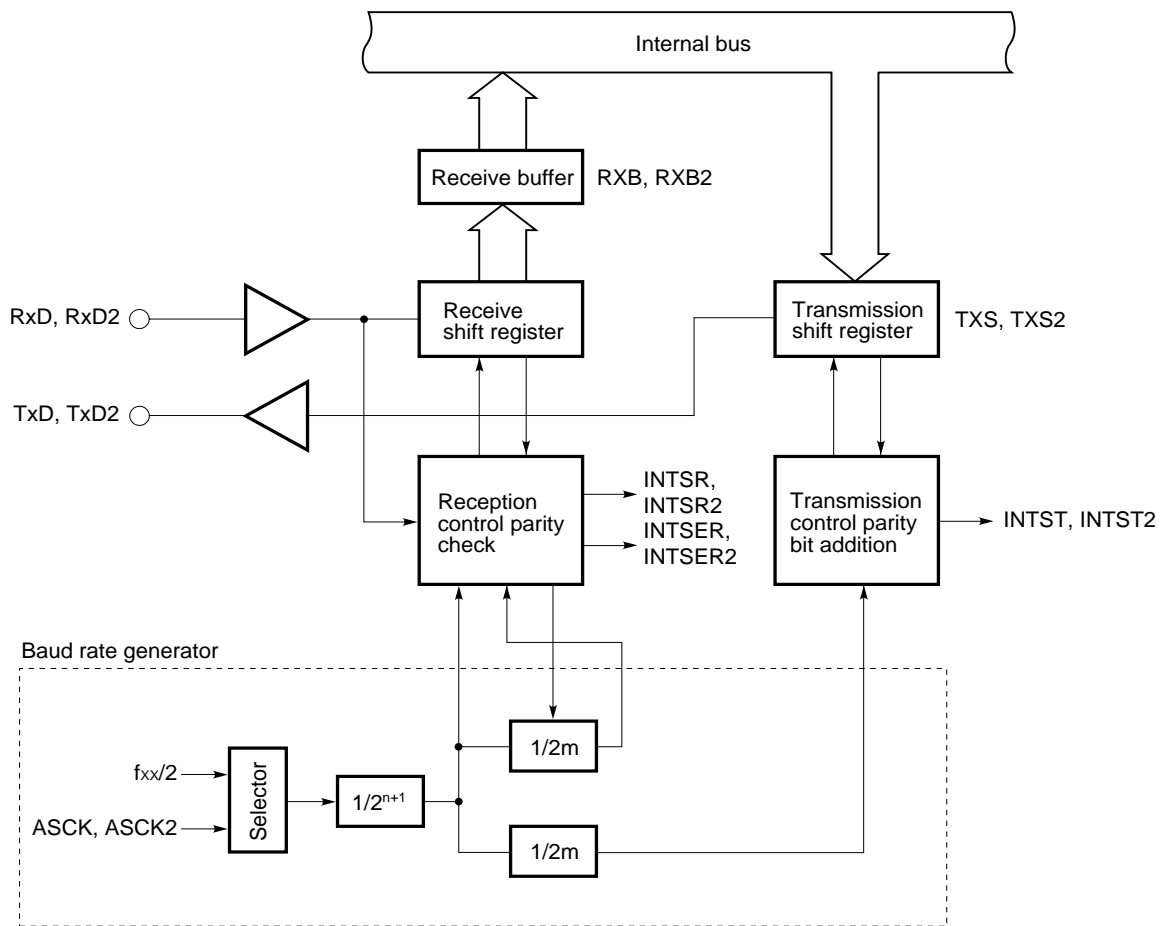 Internal bus
Receive buffer
RXB, RXB2
RxD, RxD2
Receive
shift register
Transmission
shift register
TXS, TXS2
TxD, TxD2
Reception
control parity
check
INTSR,
INTSR2
INTSER,
INTSER2
Transmission
control parity
bit addition
INTST, INTST2
Baud rate generator
fxx/2
ASCK, ASCK2
Selector
1/2ⁿ⁺¹
1/2m
1/2m